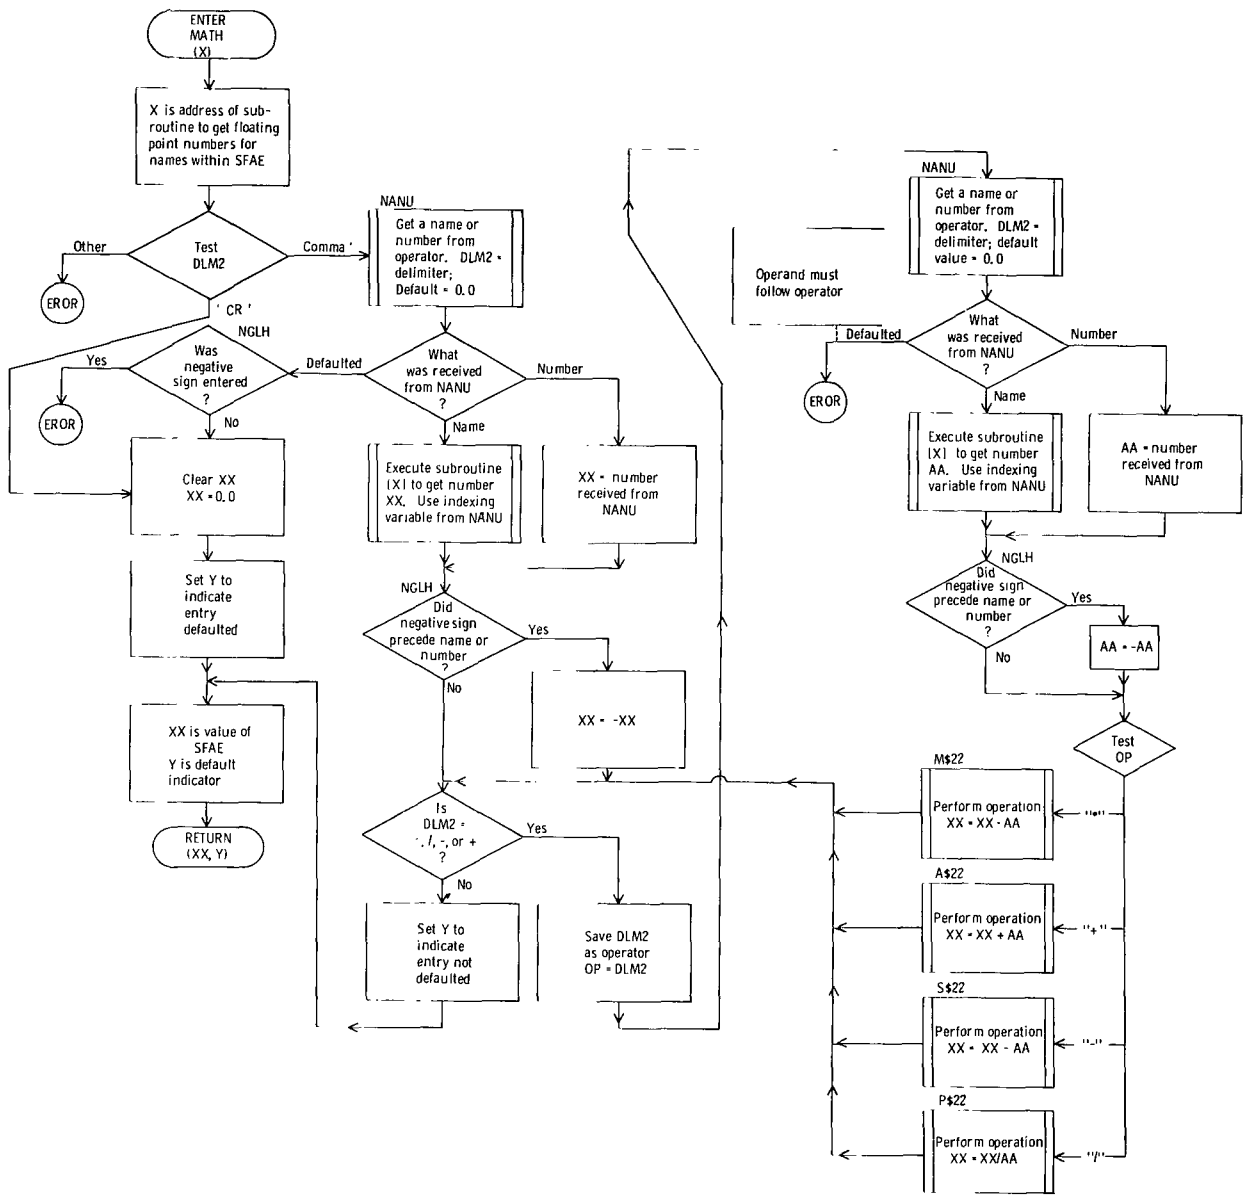 ENTER
MATH
(X)
X is address of sub-
routine to get floating
point numbers for
names within SFAE
Test
DLM2
Other
EROR
Comma '
' CR '
NGLH
Was
negative
sign entered
?
Yes
EROR
No
Clear XX
XX = 0.0
Set Y to
indicate
entry
defaulted
XX is value of
SFAE
Y is default
indicator
RETURN
(XX, Y)
NANU
Get a name or
number from
operator. DLM2 =
delimiter;
Default = 0.0
What
was received
from NANU
?
Defaulted
Number
Name
Execute subroutine
[X] to get number
XX. Use indexing
variable from NANU
XX = number
received from
NANU
NGLH
Did
negative sign
precede name or
number
?
Yes
No
XX = -XX
Is
DLM2 =
·, /, -, or +
?
Yes
No
Set Y to
indicate
entry not
defaulted
Save DLM2
as operator
OP = DLM2
NANU
Get a name or
number from
operator. DLM2 =
delimiter; default
value = 0.0
Operand must
follow operator
What
was received
from NANU
?
Defaulted
EROR
Number
Name
Execute subroutine
[X] to get number
AA. Use indexing
variable from NANU
AA = number
received from
NANU
NGLH
Did
negative sign
precede name or
number
?
Yes
No
AA = -AA
Test
OP
M$22
Perform operation
XX = XX · AA
"•"
A$22
Perform operation
XX = XX + AA
"+"
S$22
Perform operation
XX = XX - AA
"-"
P$22
Perform operation
XX = XX/AA
"/"